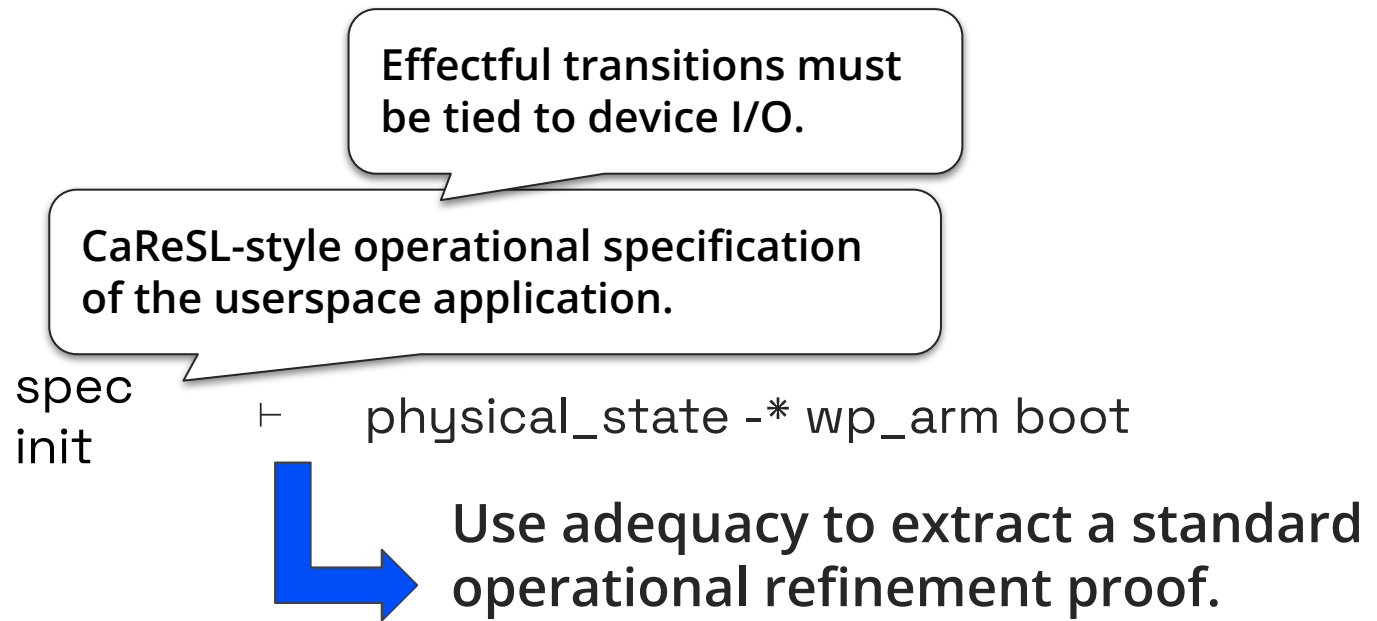 Effectful transitions must
be tied to device I/O.
CaReSL-style operational specification
of the userspace application.
spec
init
⊢ physical_state -* wp_arm boot
Use adequacy to extract a standard
operational refinement proof.